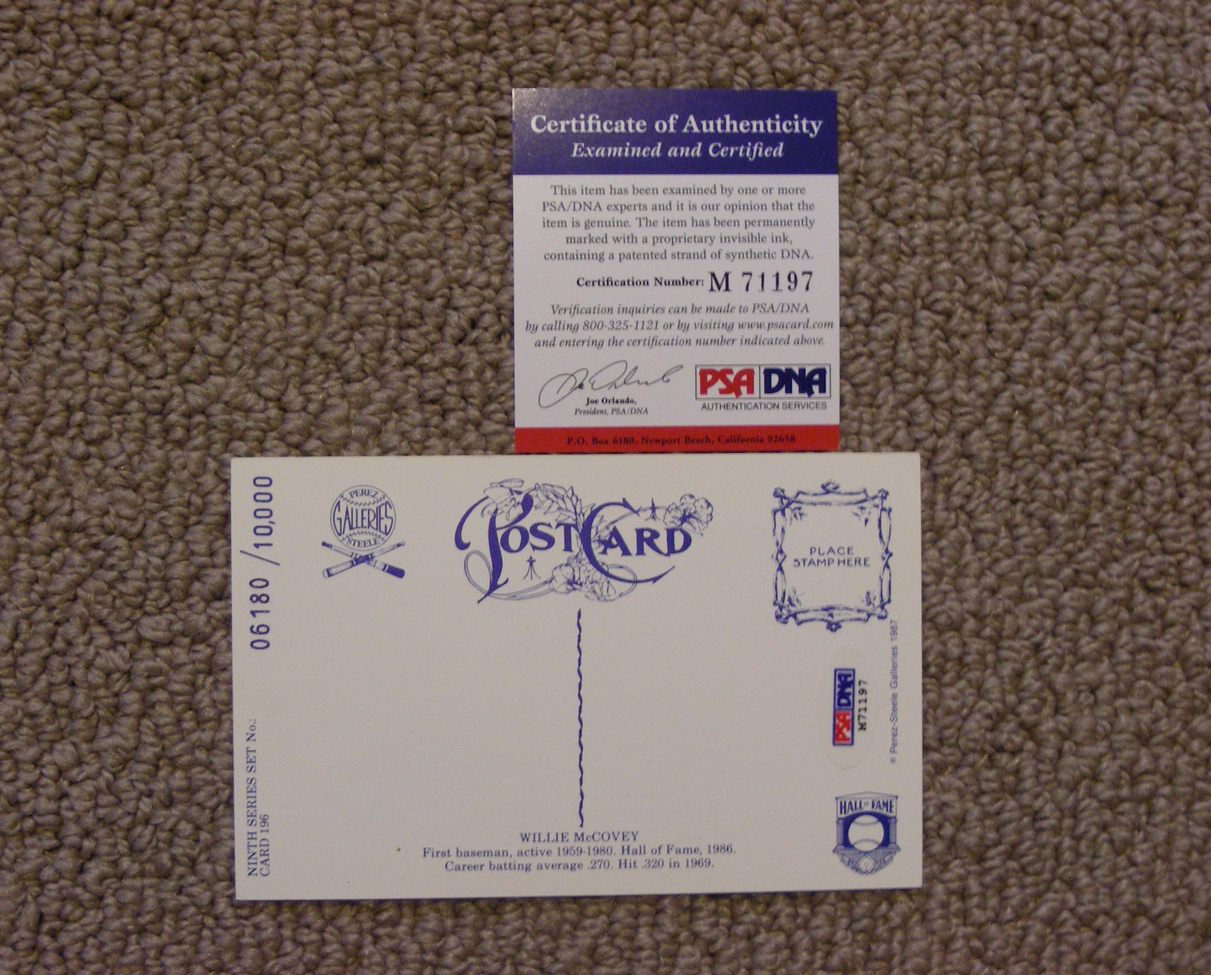 Certificate of Authenticity
Examined and Certified
This item has been examined by one or more
PSA/DNA experts and it is our opinion that the
item is genuine. The item has been permanently
marked with a proprietary invisible ink,
containing a patented strand of synthetic DNA.
Certification Number: M 71197
Verification inquiries can be made to PSA/DNA
by calling 800-325-1121 or by visiting www.psacard.com
and entering the certification number indicated above.
Joe Orlando,
President, PSA/DNA
PSA DNA
AUTHENTICATION SERVICES
P.O. Box 6180, Newport Beach, California 92658
06180 /10,000
NINTH SERIES SET No.:
CARD 196
PEREZ
GALLERIES
STEELE
POSTCARD
PLACE
STAMP HERE
PSA DNA
M71197
© Perez-Steele Galleries 1987
HALL OF FAME
WILLIE McCOVEY
First baseman, active 1959-1980. Hall of Fame, 1986.
Career batting average .270. Hit .320 in 1969.